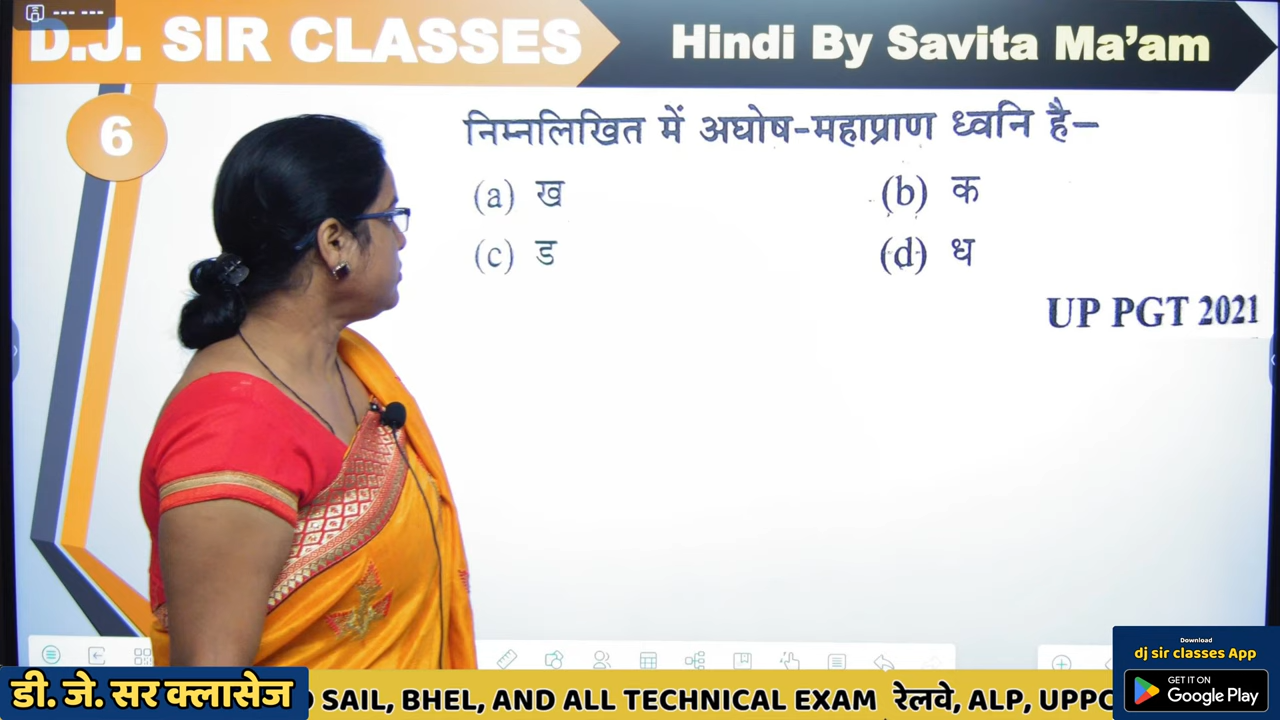 D.J. SIR CLASSES
Hindi By Savita Ma’am
6
निम्नलिखित में अघोष-महाप्राण ध्वनि है–
(a) ख
(b) क
(c) ड
(d) ध
UP PGT 2021
Download
dj sir classes App
GET IT ON
Google Play
डी. जे. सर क्लासेज
SAIL, BHEL, AND ALL TECHNICAL EXAM रेलवे, ALP,